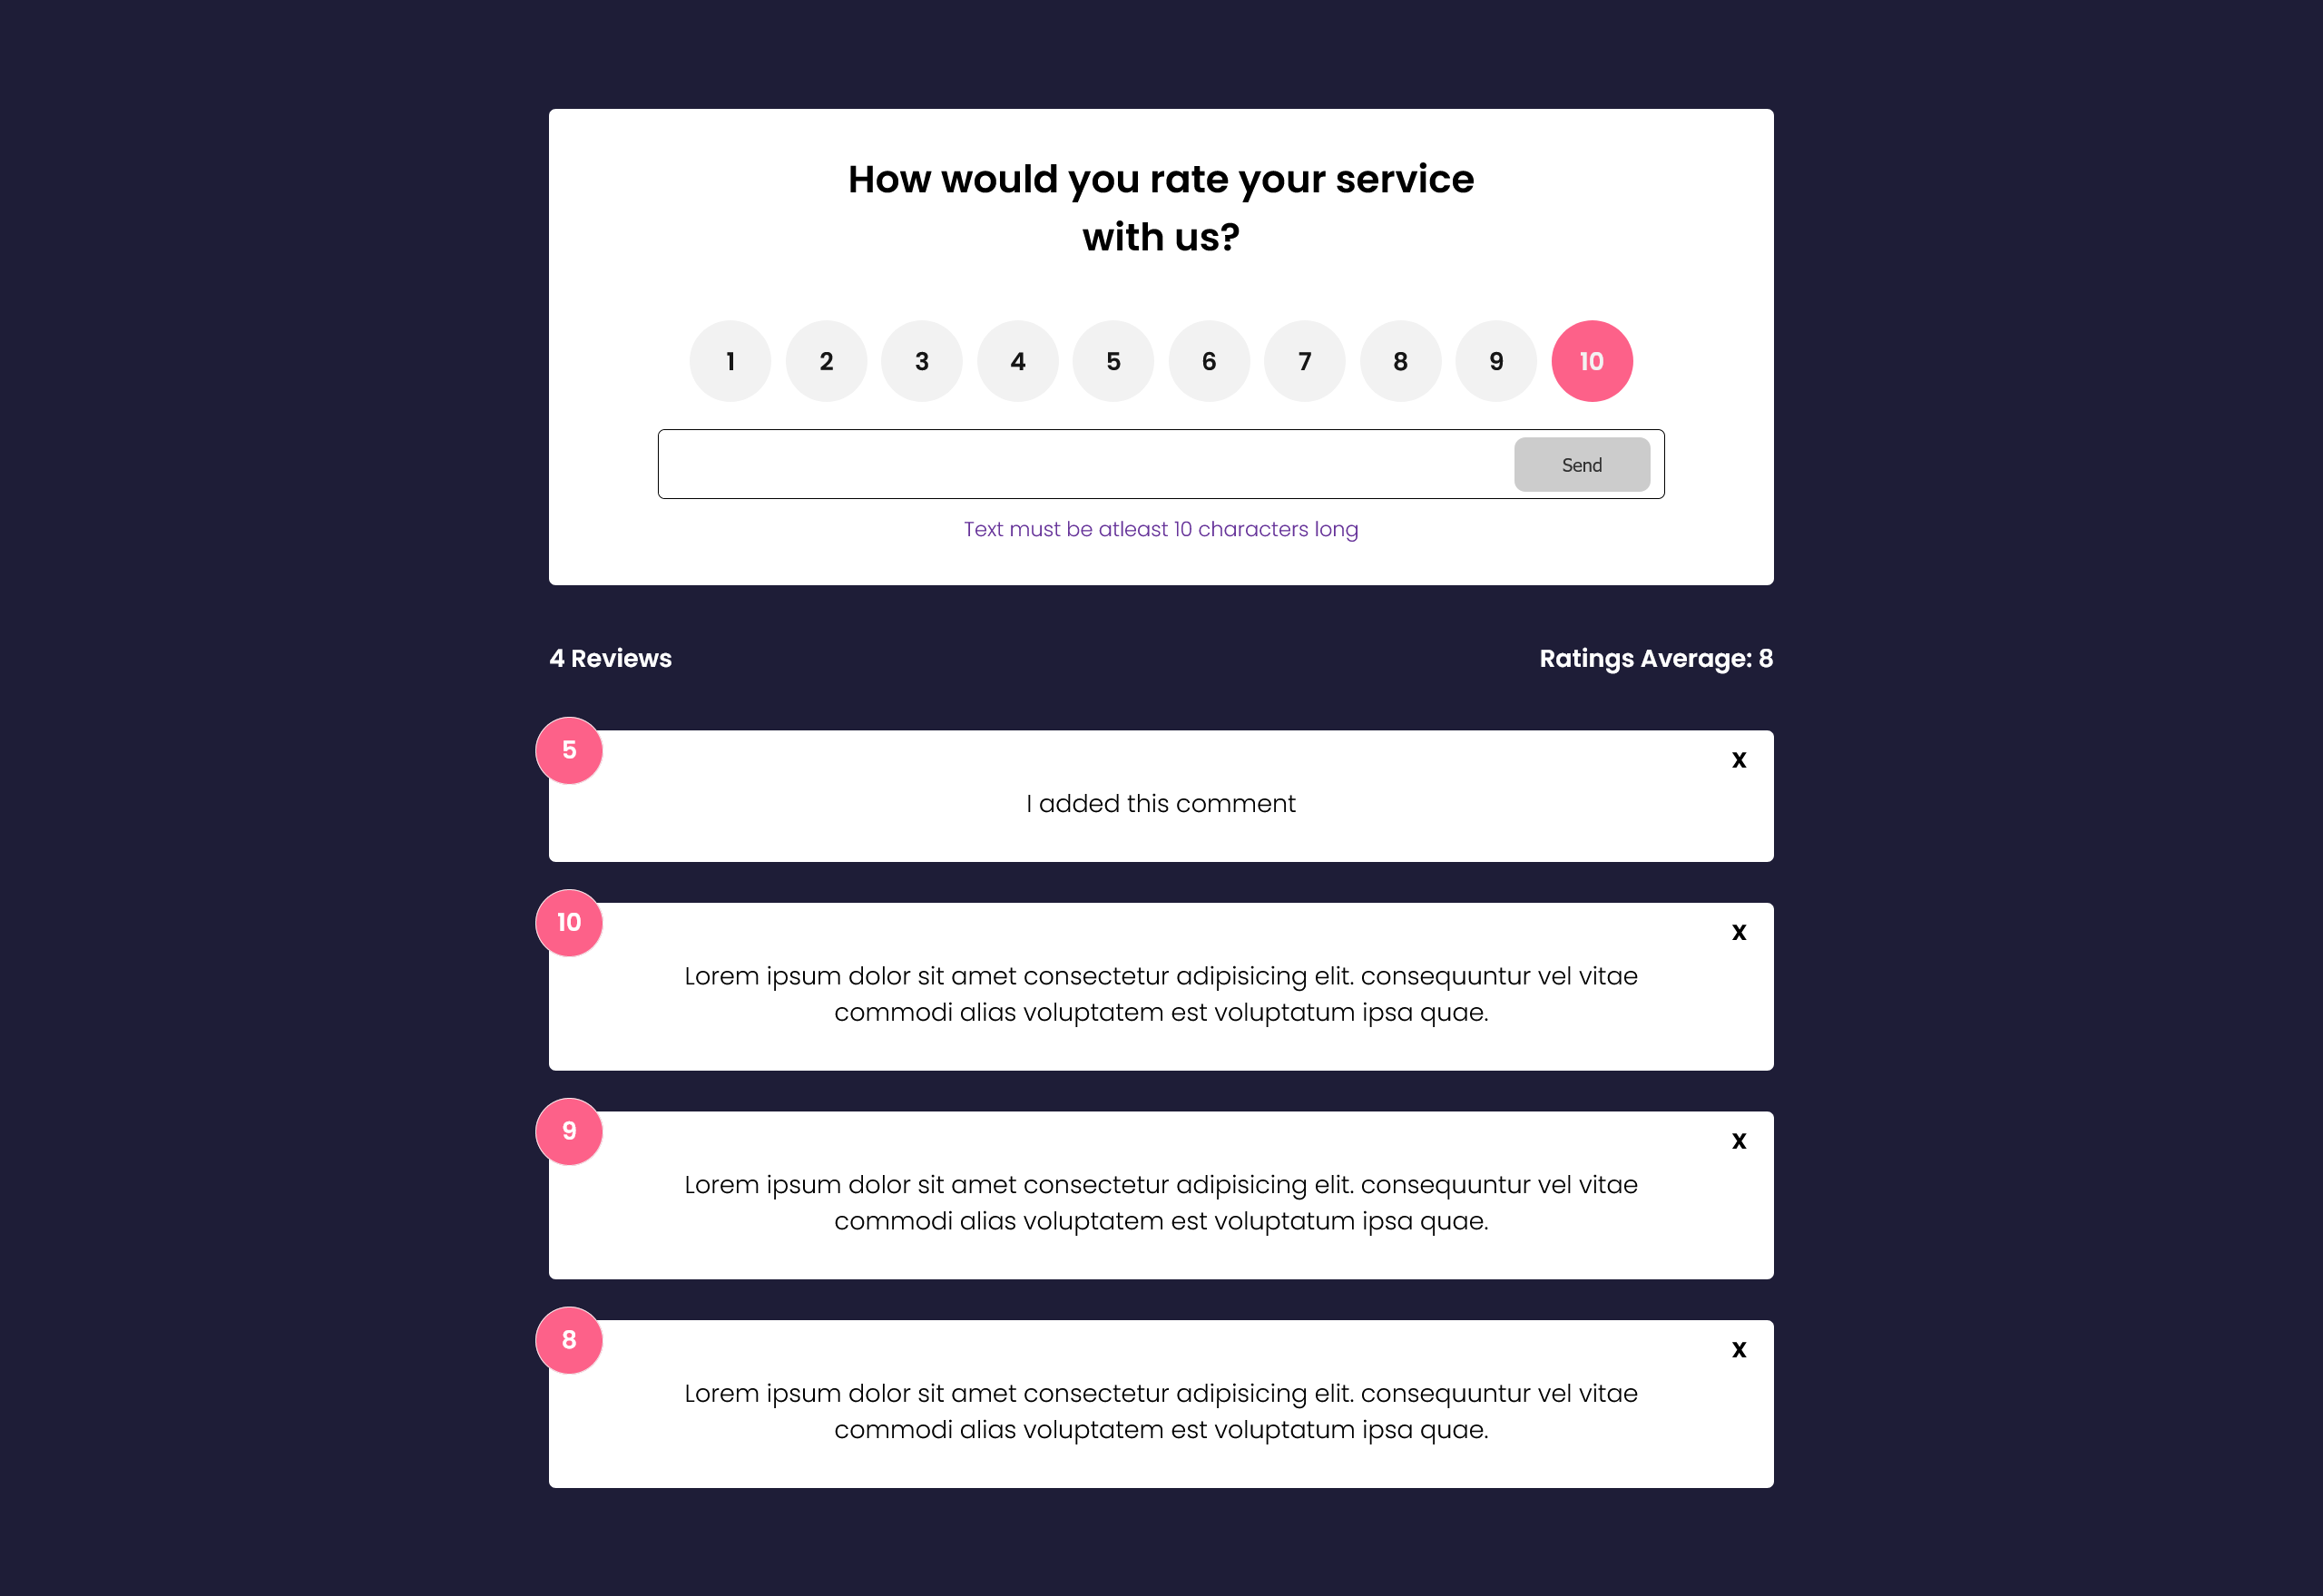 How would you rate your service
with us?
1 2 3 4 5 6 7 8 9 10
Send
Text must be atleast 10 characters long
4 Reviews
Ratings Average: 8
5
X
I added this comment
10
X
Lorem ipsum dolor sit amet consectetur adipisicing elit. consequuntur vel vitae
commodi alias voluptatem est voluptatum ipsa quae.
9
X
Lorem ipsum dolor sit amet consectetur adipisicing elit. consequuntur vel vitae
commodi alias voluptatem est voluptatum ipsa quae.
8
X
Lorem ipsum dolor sit amet consectetur adipisicing elit. consequuntur vel vitae
commodi alias voluptatem est voluptatum ipsa quae.